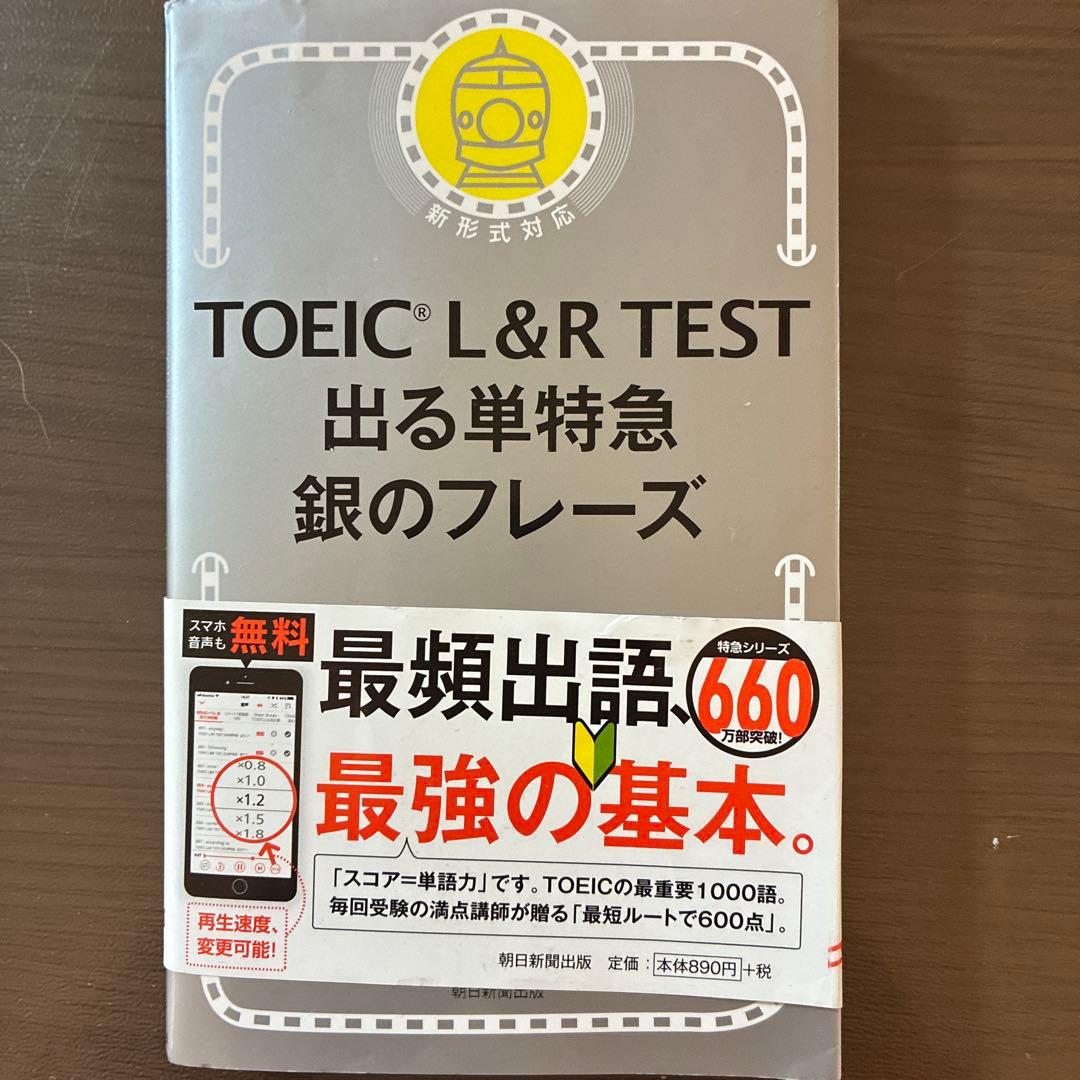 新形式対応
TOEIC® L&R TEST
出る単特急
銀のフレーズ
スマホ
音声も 無料
最頻出語、
最強の基本。
特急シリーズ
660
万部突破!
×0.8
×1.0
×1.2
×1.5
×1.8
再生速度、
変更可能!
「スコア=単語力」です。TOEICの最重要1000語。
毎回受験の満点講師が贈る「最短ルートで600点」。
朝日新聞出版 定価:本体890円+税
朝日新聞出版